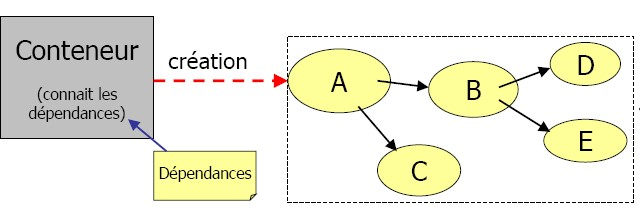 Conteneur
(connait les
dépendances)
création
Dépendances
A
B
C
D
E